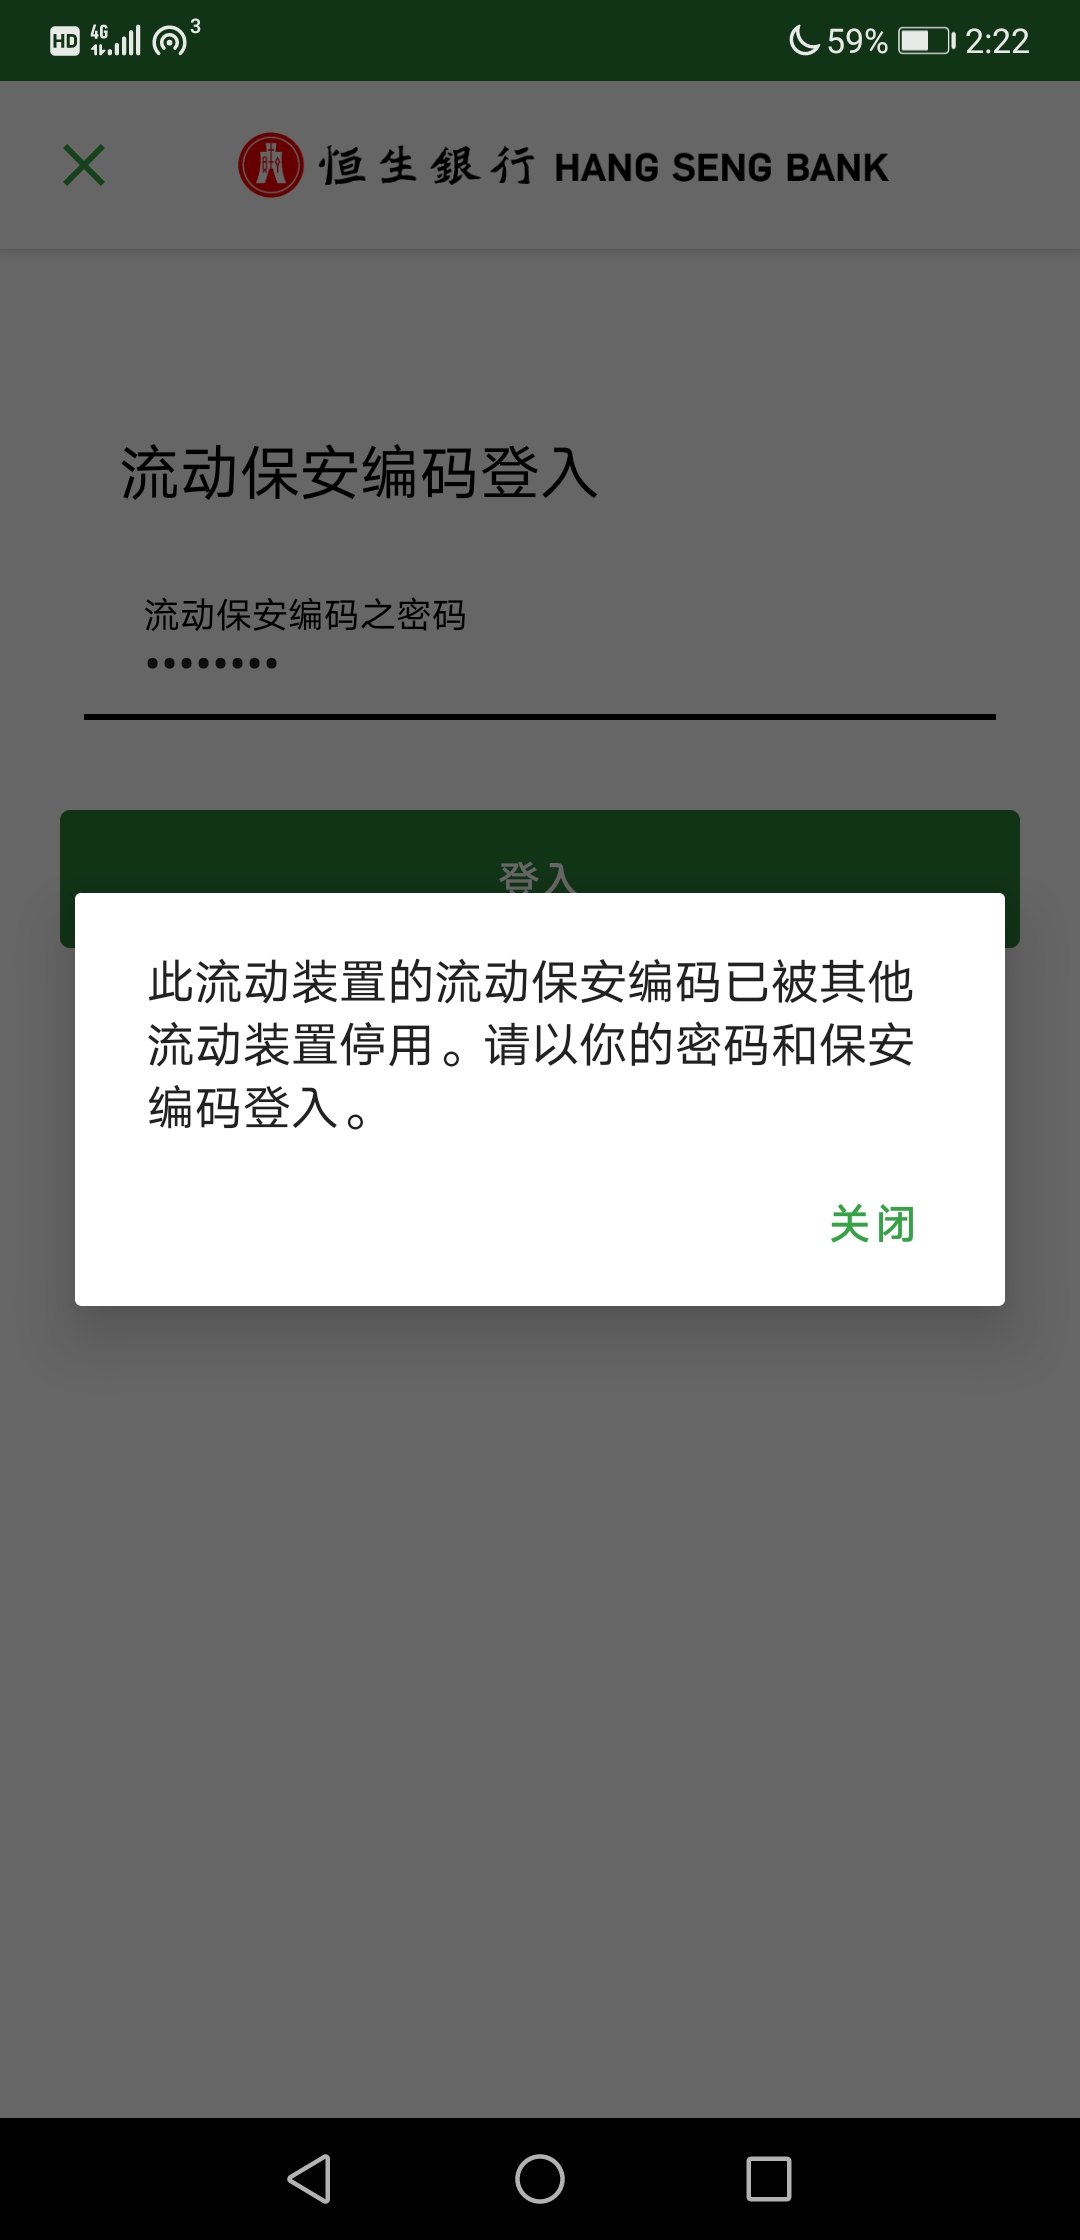 HD 4G 3 59% 2:22
恒生銀行 HANG SENG BANK
流动保安编码登入
流动保安编码之密码
••••••••
登入
此流动装置的流动保安编码已被其他
流动装置停用。请以你的密码和保安
编码登入。
关闭